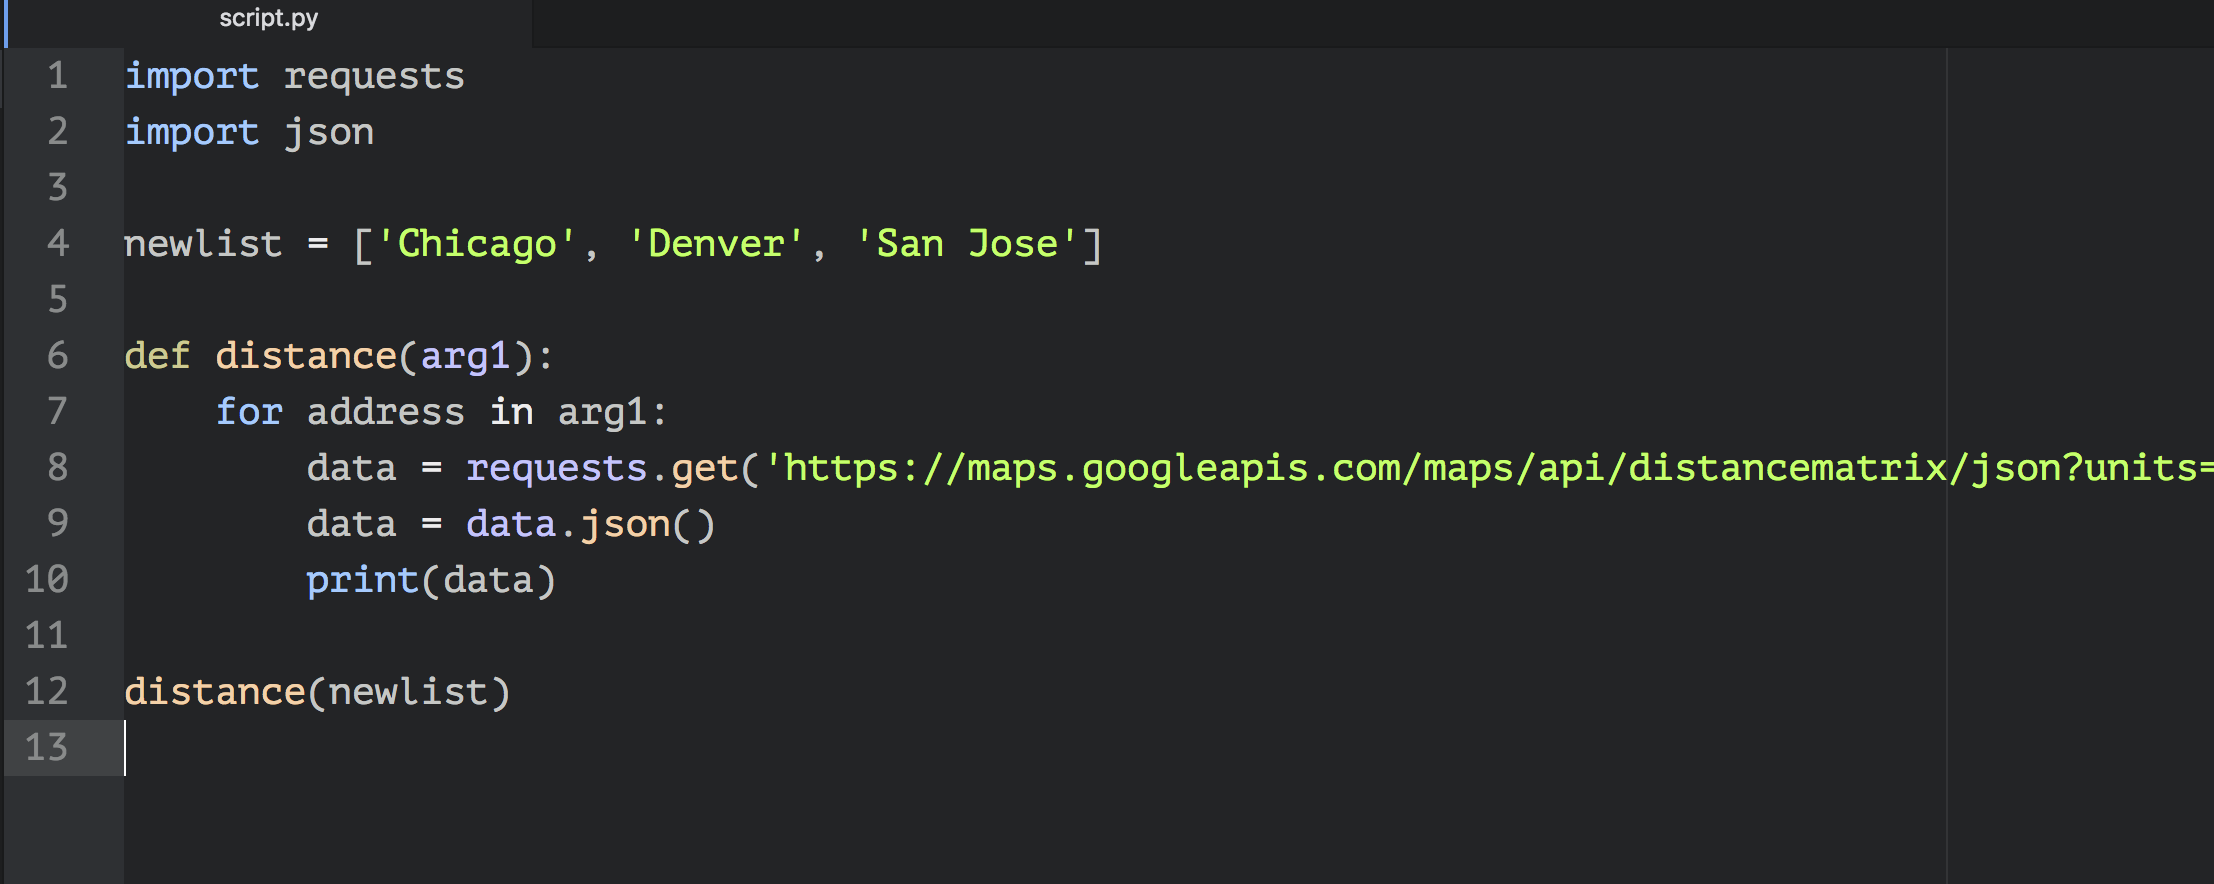 script.py
1 import requests
2 import json
3
4 newlist = ['Chicago', 'Denver', 'San Jose']
5
6 def distance(arg1):
7     for address in arg1:
8         data = requests.get('https://maps.googleapis.com/maps/api/distancematrix/json?units=
9         data = data.json()
10         print(data)
11
12 distance(newlist)
13